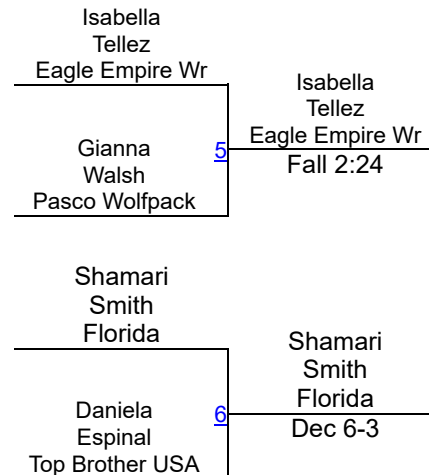 Isabella
Tellez
Eagle Empire Wr
Gianna
Walsh
Pasco Wolfpack
5
Isabella
Tellez
Eagle Empire Wr
Fall 2:24
Shamari
Smith
Florida
Daniela
Espinal
Top Brother USA
6
Shamari
Smith
Florida
Dec 6-3